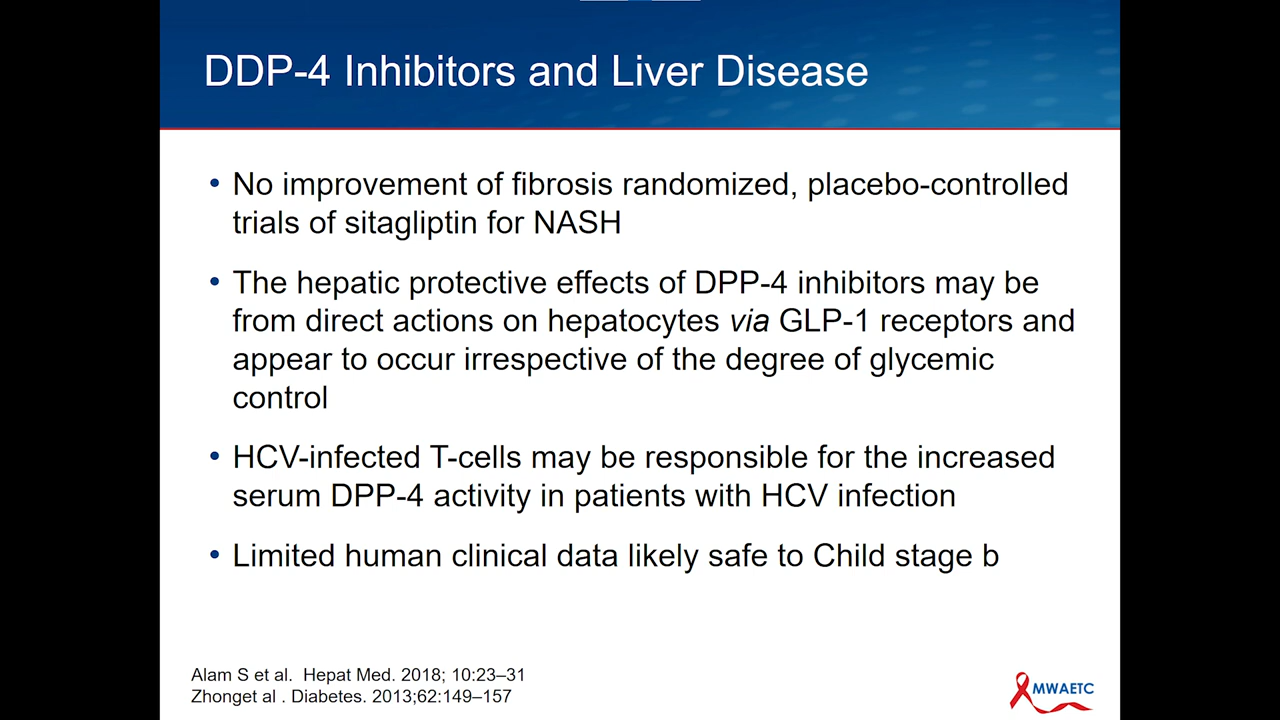 DDP-4 Inhibitors and Liver Disease
• No improvement of fibrosis randomized, placebo-controlled
trials of sitagliptin for NASH
• The hepatic protective effects of DPP-4 inhibitors may be
from direct actions on hepatocytes via GLP-1 receptors and
appear to occur irrespective of the degree of glycemic
control
• HCV-infected T-cells may be responsible for the increased
serum DPP-4 activity in patients with HCV infection
• Limited human clinical data likely safe to Child stage b
Alam S et al. Hepat Med. 2018; 10:23–31
Zhonget al . Diabetes. 2013;62:149–157
MWAETC